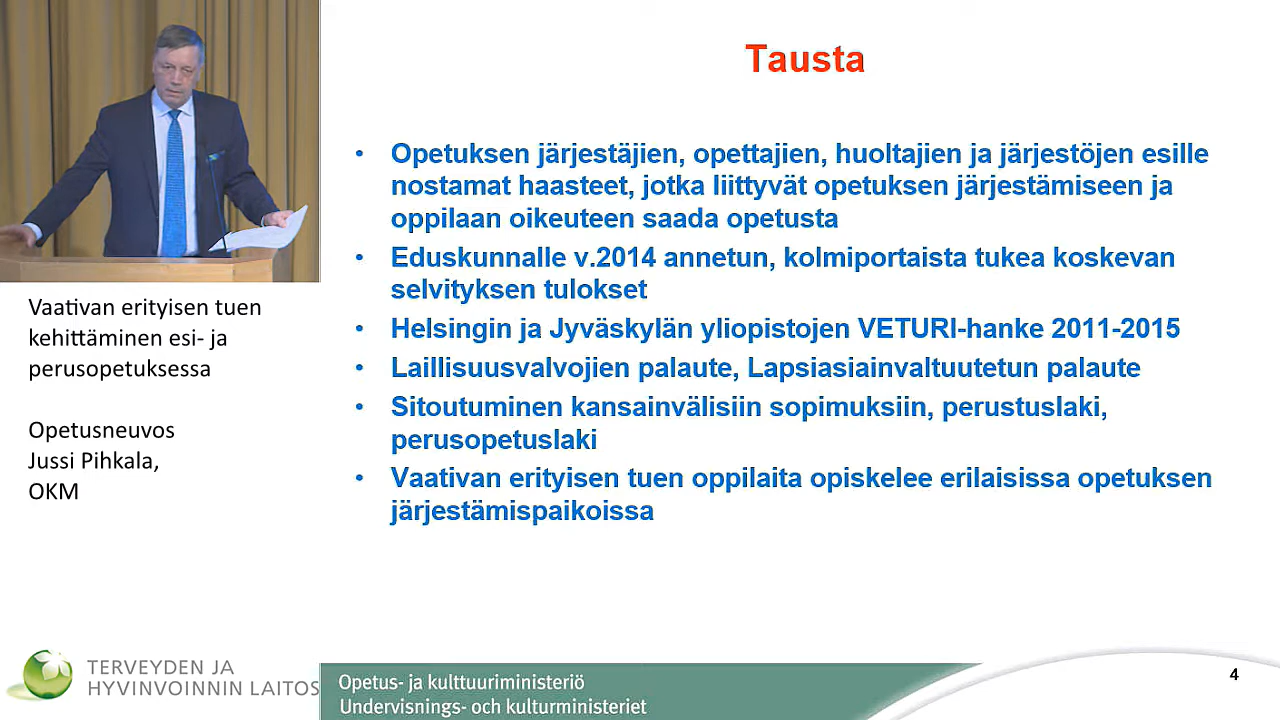 Tausta
• Opetuksen järjestäjien, opettajien, huoltajien ja järjestöjen esille
nostamat haasteet, jotka liittyvät opetuksen järjestämiseen ja
oppilaan oikeuteen saada opetusta
• Eduskunnalle v.2014 annetun, kolmiportaista tukea koskevan
selvityksen tulokset
• Helsingin ja Jyväskylän yliopistojen VETURI-hanke 2011-2015
• Laillisuusvalvojien palaute, Lapsiasiainvaltuutetun palaute
• Sitoutuminen kansainvälisiin sopimuksiin, perustuslaki,
perusopetuslaki
• Vaativan erityisen tuen oppilaita opiskelee erilaisissa opetuksen
järjestämispaikoissa
Vaativan erityisen tuen
kehittäminen esi- ja
perusopetuksessa
Opetusneuvos
Jussi Pihkala,
OKM
TERVEYDEN JA
HYVINVOINNIN LAITOS
Opetus- ja kulttuuriministeriö
Undervisnings- och kulturministeriet
4